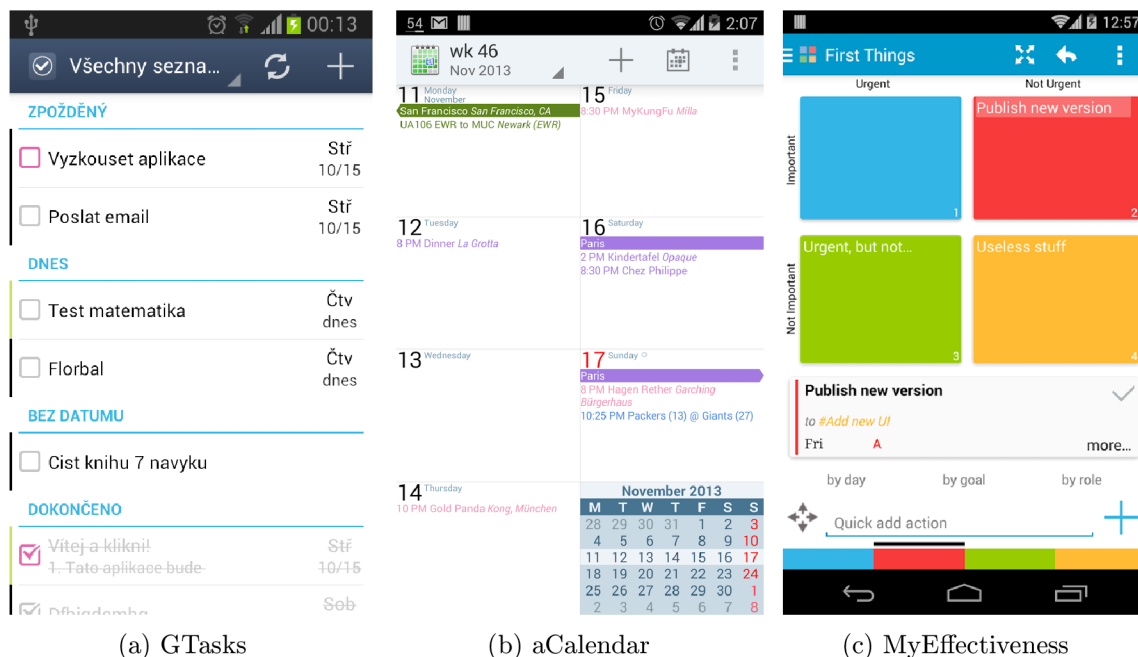 00:13
Všechny sezna...
ZPOŽDĚNÝ
Vyzkouset aplikace
Stř
10/15
Poslat email
Stř
10/15
DNES
Test matematika
Čtv
dnes
Florbal
Čtv
dnes
BEZ DATUMU
Cist knihu 7 navyku
DOKONČENO
Vítej a klikni!
Stř
1. Tato aplikace bude
10/15
Sob
(a) GTasks
54
2:07
wk 46
Nov 2013
11 Monday
November
San Francisco San Francisco, CA
UA106 EWR to MUC Newark (EWR)
15 Friday
8:30 PM MyKungFu Milla
12 Tuesday
8 PM Dinner La Grotta
16 Saturday
Paris
2 PM Kindertafel Opaque
8:30 PM Chez Philippe
13 Wednesday
17 Sunday
Paris
8 PM Hagen Rether Garching
Bürgerhaus
10:25 PM Packers (13) @ Giants (27)
14 Thursday
10 PM Gold Panda Kong, München
November 2013
M T W T F S S
28 29 30 31 1 2 3
4 5 6 7 8 9 10
11 12 13 14 15 16 17
18 19 20 21 22 23 24
25 26 27 28 29 30 1
2 3 4 5 6 7 8
(b) aCalendar
12:57
First Things
Urgent
Not Urgent
Important
1
Publish new version
2
Not Important
Urgent, but not...
3
Useless stuff
4
Publish new version
to #Add new UI
Fri A more...
by day by goal by role
Quick add action
(c) MyEffectiveness